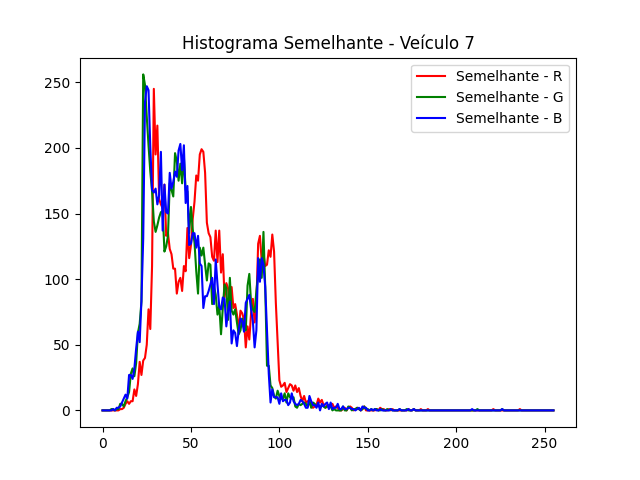 Histograma Semelhante - Veículo 7
Semelhante - R
Semelhante - G
Semelhante - B
250
200
150
100
50
0
0 50 100 150 200 250